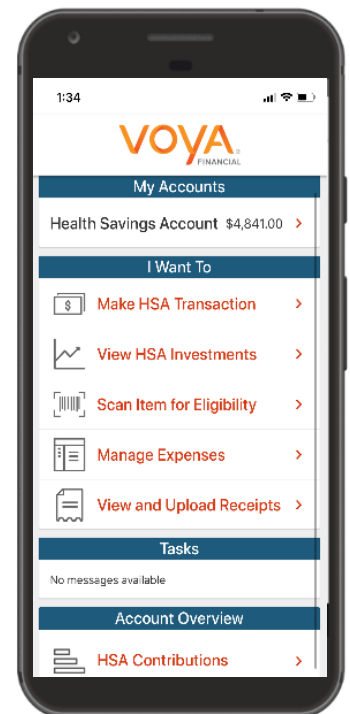 1:34
VOYA
FINANCIAL
My Accounts
Health Savings Account $4,841.00 >
I Want To
$ Make HSA Transaction >
View HSA Investments >
Scan Item for Eligibility >
Manage Expenses >
View and Upload Receipts >
Tasks
No messages available
Account Overview
HSA Contributions >